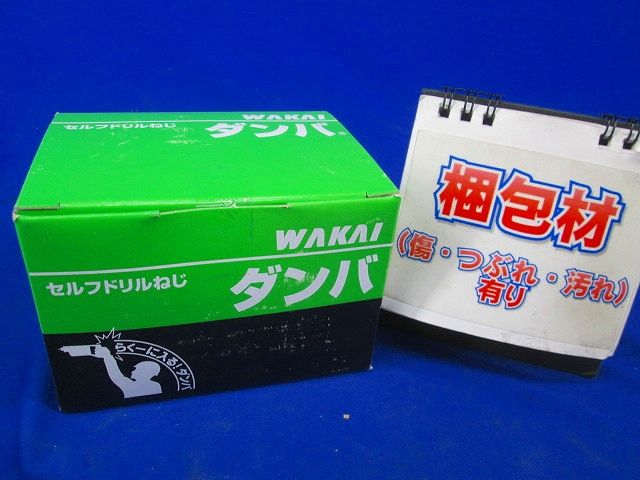 WAKAI
セルフドリルねじ
ダンバ
WAKAI
セルフドリルねじ
ダンバ
らく〜に入る!ダンバ
梱包材
(傷・つぶれ・汚れ)
有り